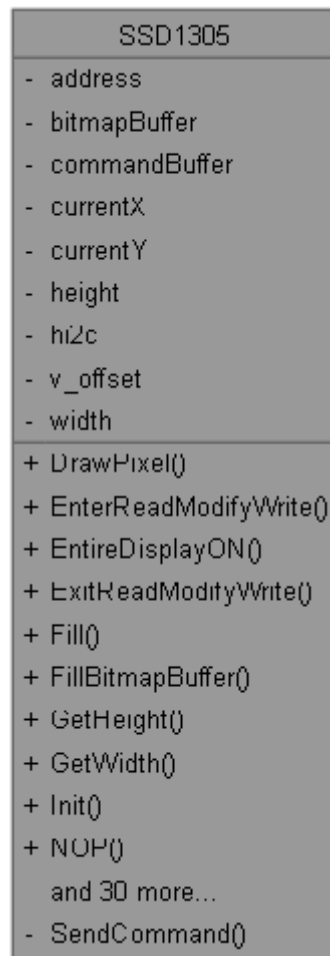 SSD1305
- address
- bitmapBuffer
- commandBuffer
- currentX
- currentY
- height
- hi2c
- v_offset
- width
+ DrawPixel()
+ EnterReadModifyWrite()
+ EntireDisplayON()
+ ExitReadModifyWrite()
+ Fill()
+ FillBitmapBuffer()
+ GetHeight()
+ GetWidth()
+ Init()
+ NOP()
and 30 more...
- SendCommand()